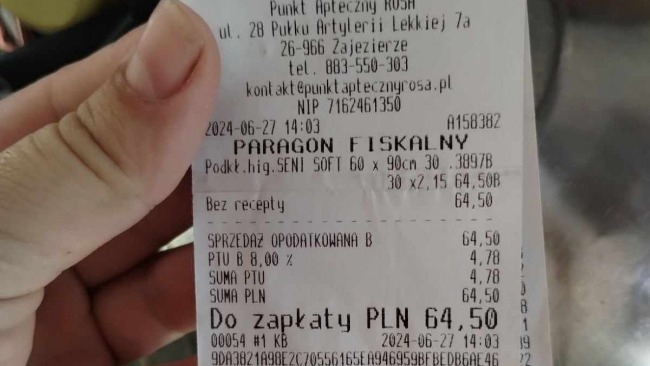 Punkt Apteczny ROSA
ul. 28 Pułku Artylerii Lekkiej 7a
26-966 Zajezierze
tel. 883-550-303
kontakt@punktaptecznyrosa.pl
NIP 7162461350
2024-06-27 14:03 A158382
PARAGON FISKALNY
Podkł.hig.SENI SOFT 60 x 90cm 30 .3897B
30 x2,15 64,50B
Bez recepty 64,50
SPRZEDAŻ OPODATKOWANA B 64,50
PTU B 8,00 % 4,78
SUMA PTU 4,78
SUMA PLN 64,50
Do zapłaty PLN 64,50
00054 #1 KB 2024-06-27 14:03
9DA3821A98E2C70556165EA946959BFBEDB6AE46